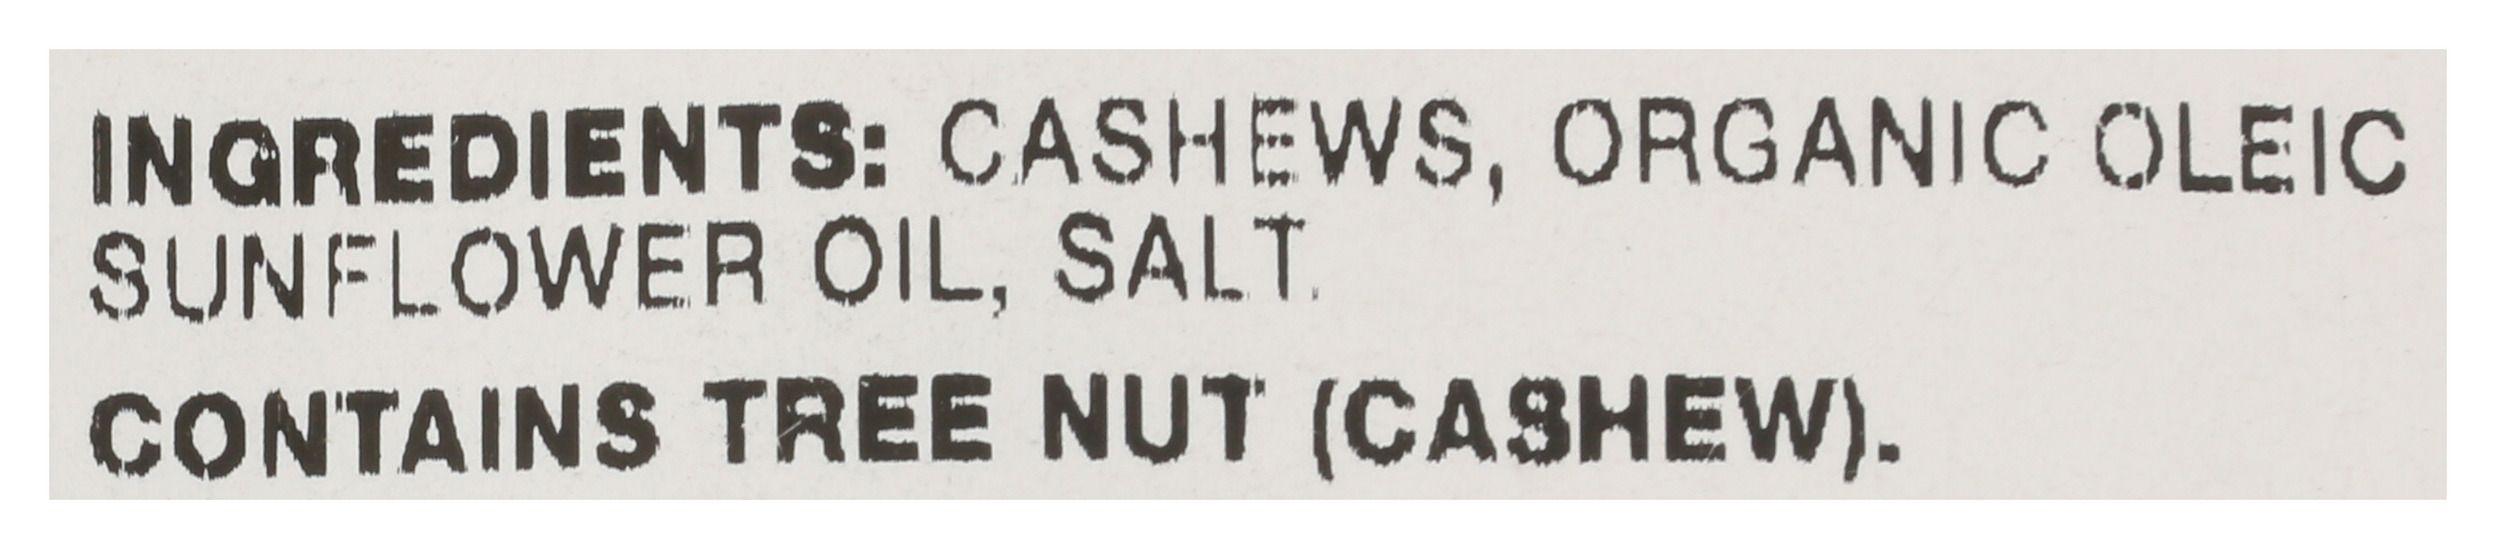 INGREDIENTS: CASHEWS, ORGANIC OLEIC
SUNFLOWER OIL, SALT.
CONTAINS TREE NUT (CASHEW).